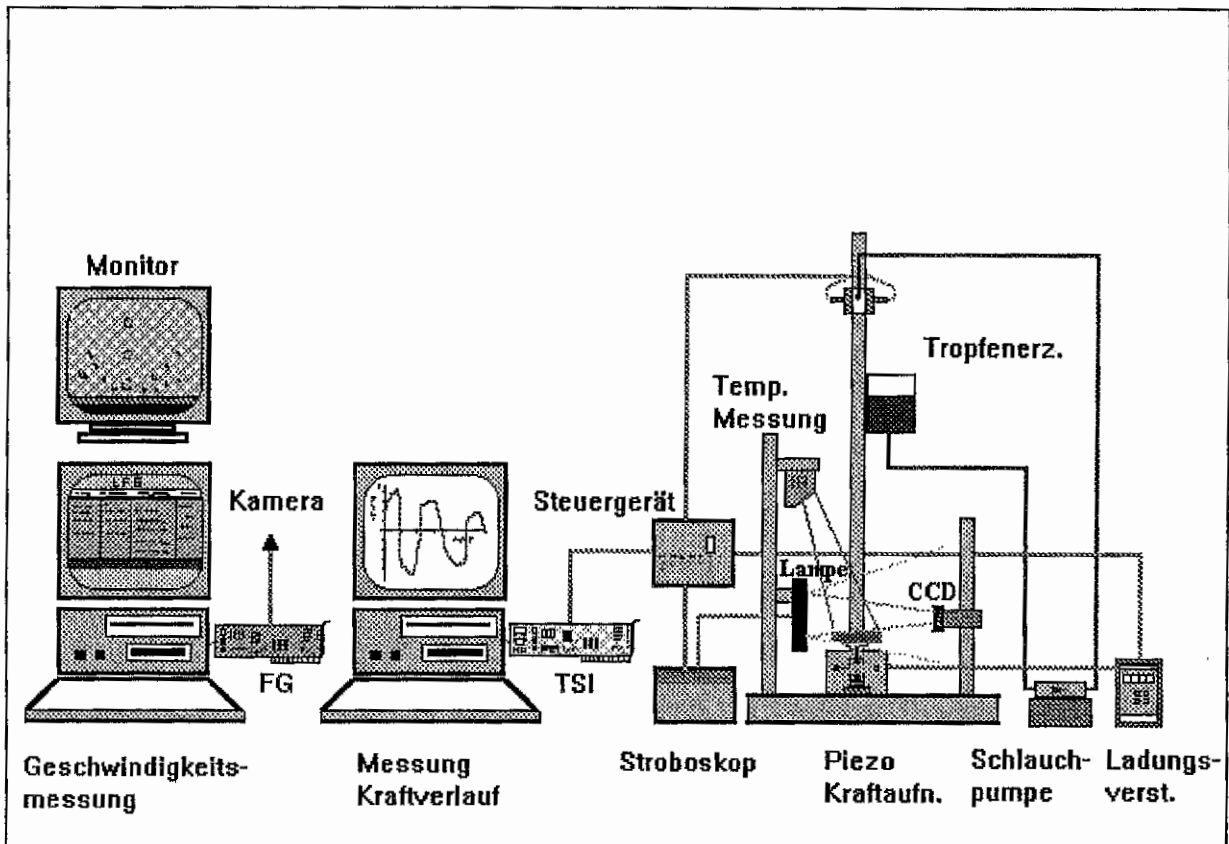 Monitor
Tropfenerz.
Temp.
Messung
Kamera
Steuergerät
Lampe
CCD
FG
TSI
Geschwindigkeits-
messung
Messung
Kraftverlauf
Stroboskop
Piezo
Kraftaufn.
Schlauch-
pumpe
Ladungs-
verst.